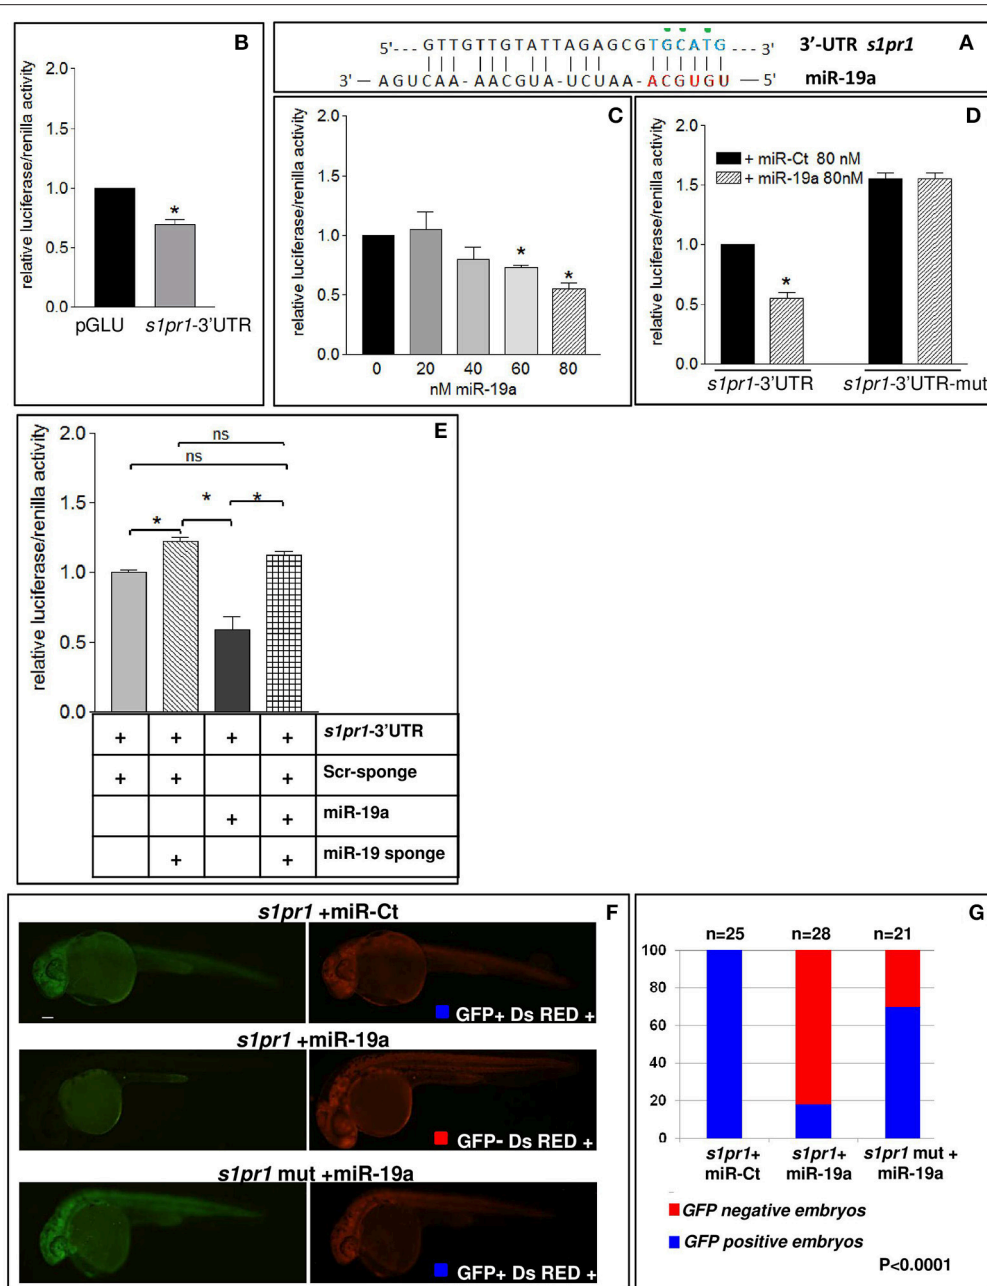 B
relative luciferase/renilla activity
2.0
1.5
1.0
0.5
0.0
*
pGLU s1pr1-3'UTR
A
5'--- GTTGTTGTATTAGAGCGTGCATG --- 3' 3'-UTR s1pr1
3' — AGUCAA-AACGUA-UCUAA-ACGUGU — 5' miR-19a
C
relative luciferase/renilla activity
2.0
1.5
1.0
0.5
0.0
* *
0 20 40 60 80
nM miR-19a
D
relative luciferase/renilla activity
2.0
1.5
1.0
0.5
0.0
+ miR-Ct 80 nM
+ miR-19a 80nM
*
s1pr1-3'UTR s1pr1-3'UTR-mut
E
relative luciferase/renilla activity
2.0
1.5
1.0
0.5
0.0
ns
ns
* * *
+ + + + s1pr1-3'UTR
+ + + Scr-sponge
+ + miR-19a
+ + miR-19 sponge
F
s1pr1 +miR-Ct
GFP+ Ds RED +
s1pr1 +miR-19a
GFP- Ds RED +
s1pr1 mut +miR-19a
GFP+ Ds RED +
G
n=25 n=28 n=21
100
80
60
40
20
0
s1pr1+ miR-Ct
s1pr1+ miR-19a
s1pr1 mut + miR-19a
GFP negative embryos
GFP positive embryos
P<0.0001